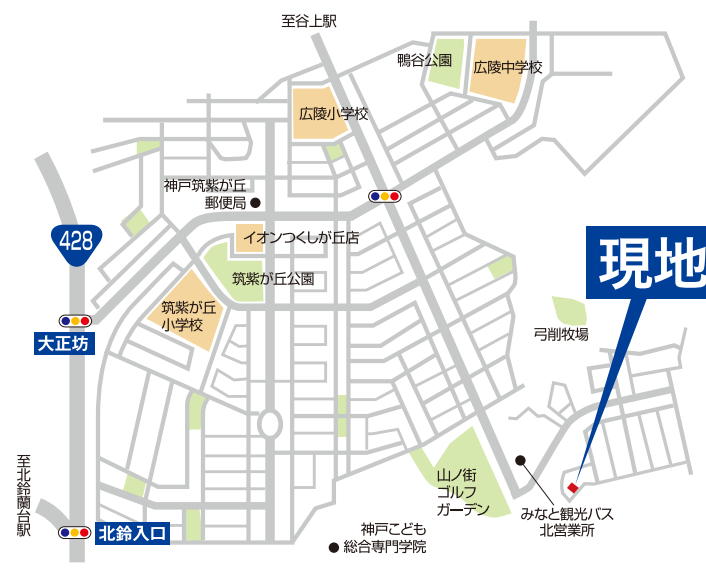 至谷上駅
鴨谷公園
広陵中学校
広陵小学校
神戸筑紫が丘
郵便局
428
イオンつくしが丘店
現地
筑紫が丘公園
筑紫が丘
小学校
大正坊
弓削牧場
至北鈴蘭台駅
山ノ街
ゴルフ
ガーデン
みなと観光バス
北営業所
北鈴入口
神戸こども
総合専門学院